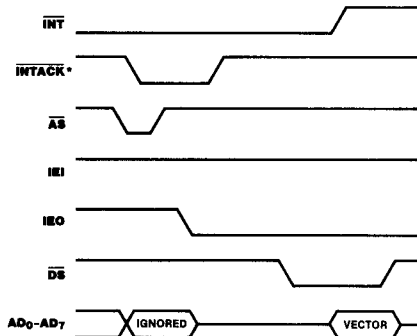 INT
INTACK*
AS
IEI
IEO
DS
AD0-AD7 IGNORED VECTOR